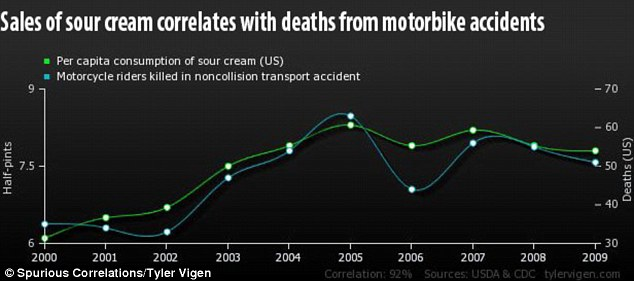 Sales of sour cream correlates with deaths from motorbike accidents
Per capita consumption of sour cream (US)
Motorcycle riders killed in noncollision transport accident
9
7.5
6
Half-pints
70
60
50
40
30
Deaths (US)
2000 2001 2002 2003 2004 2005 2006 2007 2008 2009
© Spurious Correlations/Tyler Vigen
Correlation: 92% Sources: USDA & CDC tylervigen.com